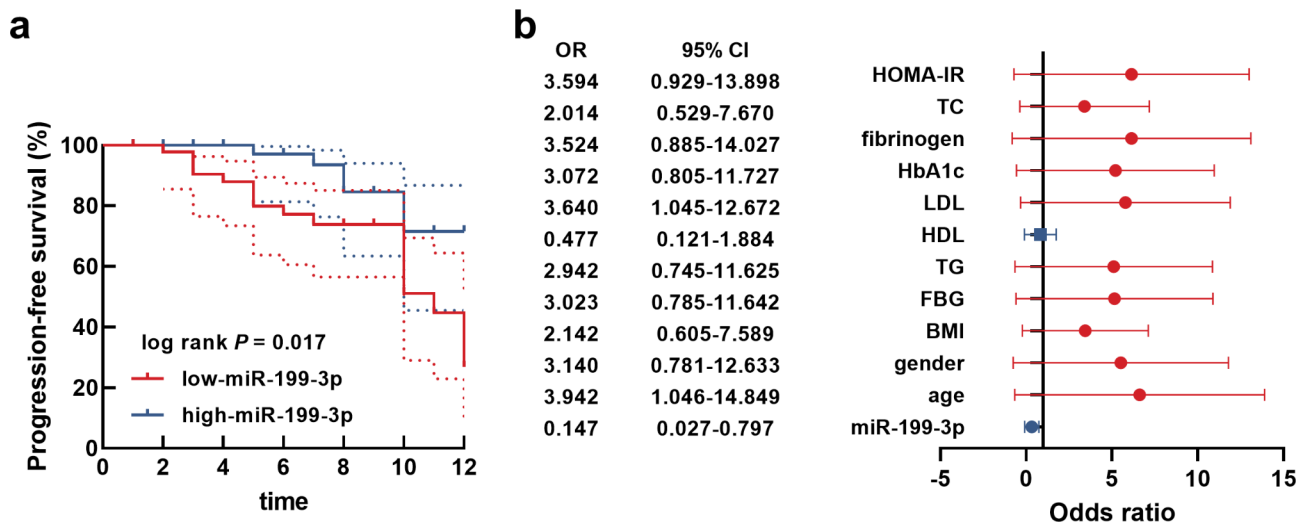 a
Progression-free survival (%)
100
80
60
40
20
0
0 2 4 6 8 10 12
time
log rank P = 0.017
low-miR-199-3p
high-miR-199-3p
b
OR 95% CI
3.594 0.929-13.898 HOMA-IR
2.014 0.529-7.670 TC
3.524 0.885-14.027 fibrinogen
3.072 0.805-11.727 HbA1c
3.640 1.045-12.672 LDL
0.477 0.121-1.884 HDL
2.942 0.745-11.625 TG
3.023 0.785-11.642 FBG
2.142 0.605-7.589 BMI
3.140 0.781-12.633 gender
3.942 1.046-14.849 age
0.147 0.027-0.797 miR-199-3p
-5 0 5 10 15
Odds ratio